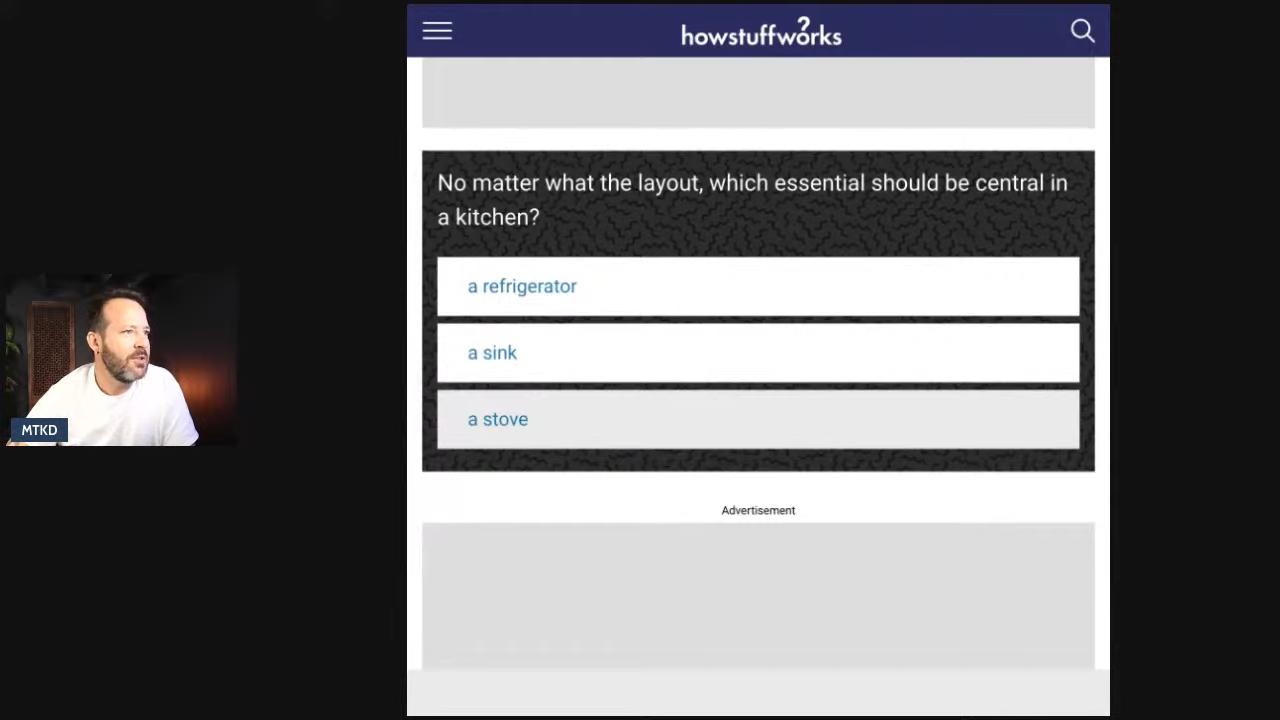 howstuffworks
No matter what the layout, which essential should be central in
a kitchen?
a refrigerator
a sink
a stove
MTKD
Advertisement